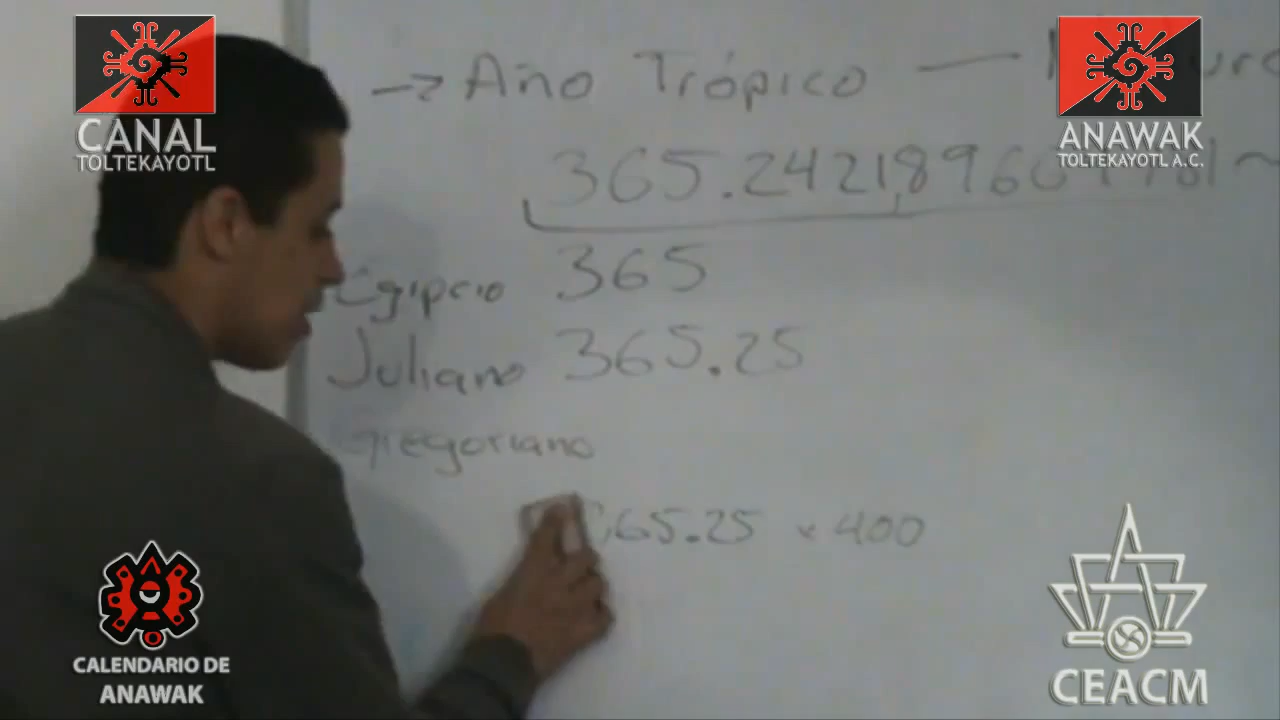 CANAL
TOLTEKAYOTL
ANAWAK
TOLTEKAYOTL A.C.
→ Año Trópico —
365.24218960
Egipcio 365
Juliano 365.25
Gregoriano
365.25 x 400
CALENDARIO DE
ANAWAK
CEACM